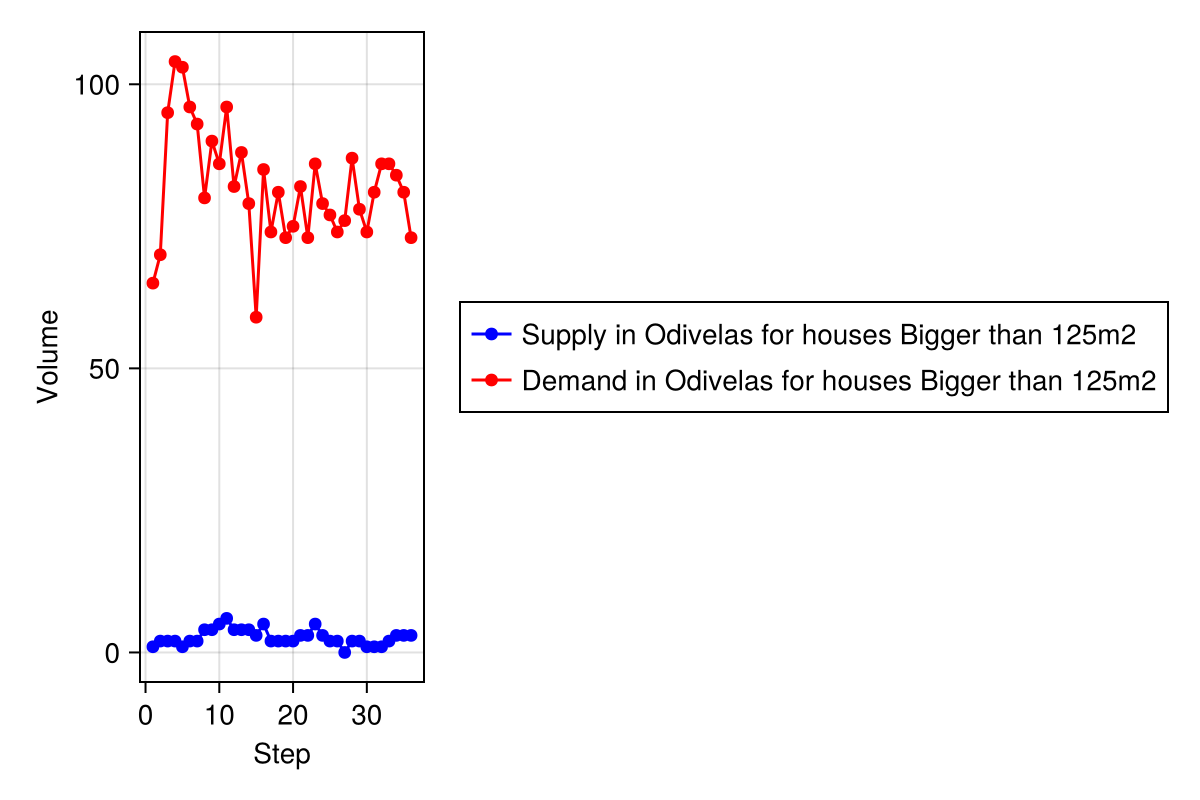 100
50
0
Volume
0 10 20 30
Step
Supply in Odivelas for houses Bigger than 125m2
Demand in Odivelas for houses Bigger than 125m2